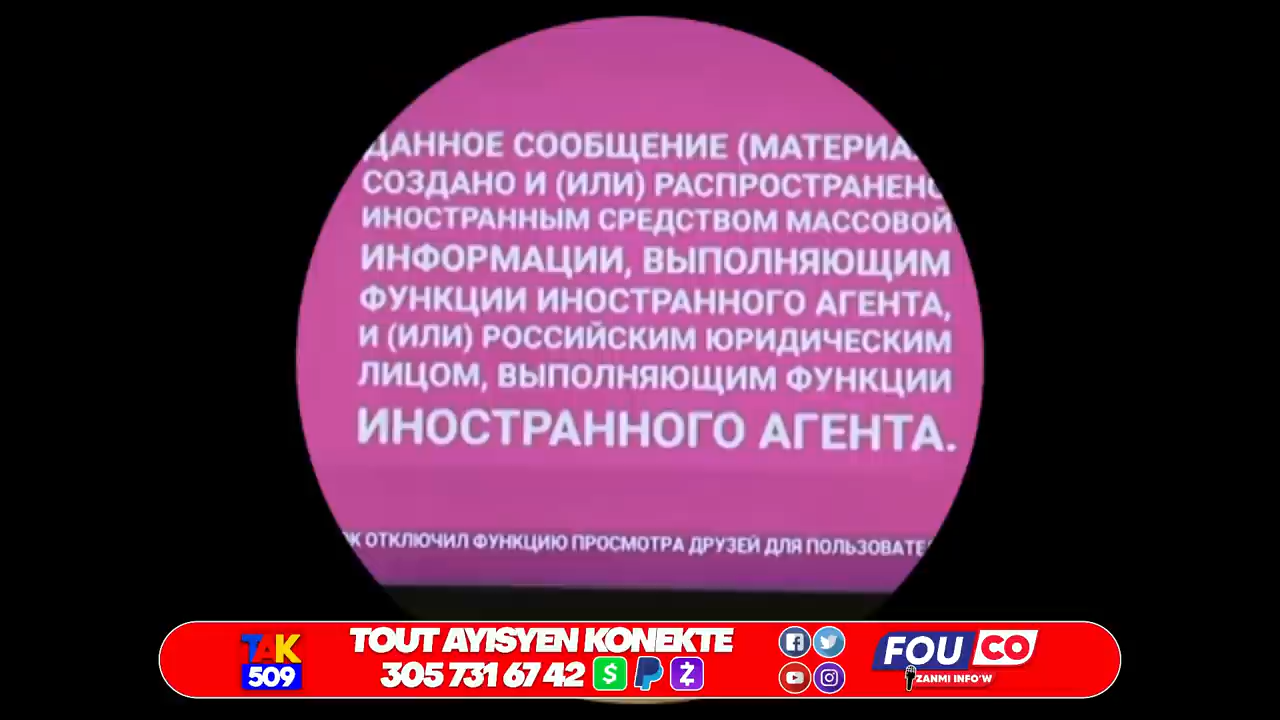 ДАННОЕ СООБЩЕНИЕ (МАТЕРИА
СОЗДАНО И (ИЛИ) РАСПРОСТРАНЕНО
ИНОСТРАННЫМ СРЕДСТВОМ МАССОВОЙ
ИНФОРМАЦИИ, ВЫПОЛНЯЮЩИМ
ФУНКЦИИ ИНОСТРАННОГО АГЕНТА,
И (ИЛИ) РОССИЙСКИМ ЮРИДИЧЕСКИМ
ЛИЦОМ, ВЫПОЛНЯЮЩИМ ФУНКЦИИ
ИНОСТРАННОГО АГЕНТА.
ОТКЛЮЧИЛ ФУНКЦИЮ ПРОСМОТРА ДРУЗЕЙ ДЛЯ ПОЛЬЗОВАТЕ
TAK
509
TOUT AYISYEN KONEKTE
305 731 67 42
FOU CO
ZANMI INFO'W